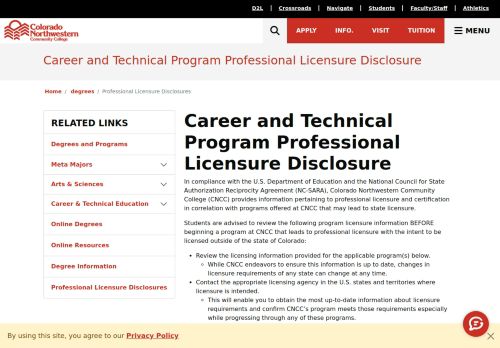 D2L | Crossroads | Navigate | Students | Faculty/Staff | Athletics
Colorado
Northwestern
Community College
APPLY INFO. VISIT TUITION MENU
Career and Technical Program Professional Licensure Disclosure
Home / degrees / Professional Licensure Disclosures
RELATED LINKS
Degrees and Programs
Meta Majors
Arts & Sciences
Career & Technical Education
Online Degrees
Online Resources
Degree Information
Professional Licensure Disclosures
Career and Technical
Program Professional
Licensure Disclosure
In compliance with the U.S. Department of Education and the National Council for State
Authorization Reciprocity Agreement (NC-SARA), Colorado Northwestern Community
College (CNCC) provides information pertaining to professional licensure and certification
in correlation with programs offered at CNCC that may lead to state licensure.
Students are advised to review the following program licensure information BEFORE
beginning a program at CNCC that leads to professional licensure with the intent to be
licensed outside of the state of Colorado:
• Review the licensing information provided for the applicable program(s) below.
◦ While CNCC endeavors to ensure this information is up to date, changes in
licensure requirements of any state can change at any time.
• Contact the appropriate licensing agency in the U.S. states and territories where
licensure is intended.
◦ This will enable you to obtain the most up-to-date information about licensure
requirements and confirm CNCC's program meets those requirements especially
while progressing through any of these programs.
By using this site, you agree to our Privacy Policy
×